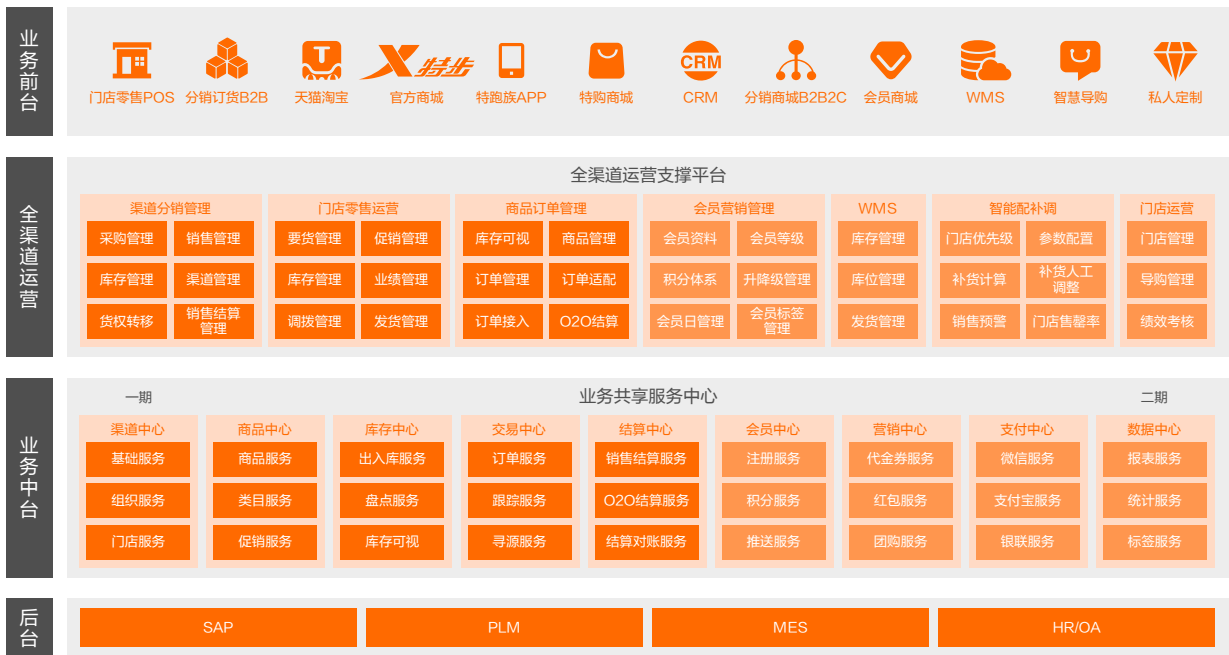 业务前台
T
特步
CRM
门店零售POS
分销订货B2B
天猫淘宝
官方商城
特跑族APP
特购商城
CRM
分销商城B2B2C
会员商城
WMS
智慧导购
私人定制
全渠道运营
全渠道运营支撑平台
渠道分销管理
采购管理
销售管理
库存管理
渠道管理
货权转移
销售结算
管理
门店零售运营
要货管理
促销管理
库存管理
业绩管理
调拨管理
发货管理
商品订单管理
库存可视
商品管理
订单管理
订单适配
订单接入
O2O结算
会员营销管理
会员资料
会员等级
积分体系
升降级管理
会员日管理
会员标签
管理
WMS
库存管理
库位管理
发货管理
智能配补调
门店优先级
参数配置
补货计算
补货人工
调整
销售预警
门店售罄率
门店运营
门店管理
导购管理
绩效考核
业务中台
一期
业务共享服务中心
二期
渠道中心
基础服务
组织服务
门店服务
商品中心
商品服务
类目服务
促销服务
库存中心
出入库服务
盘点服务
库存可视
交易中心
订单服务
跟踪服务
寻源服务
结算中心
销售结算服务
O2O结算服务
结算对账服务
会员中心
注册服务
积分服务
推送服务
营销中心
代金券服务
红包服务
团购服务
支付中心
微信服务
支付宝服务
银联服务
数据中心
报表服务
统计服务
标签服务
后台
SAP
PLM
MES
HR/OA